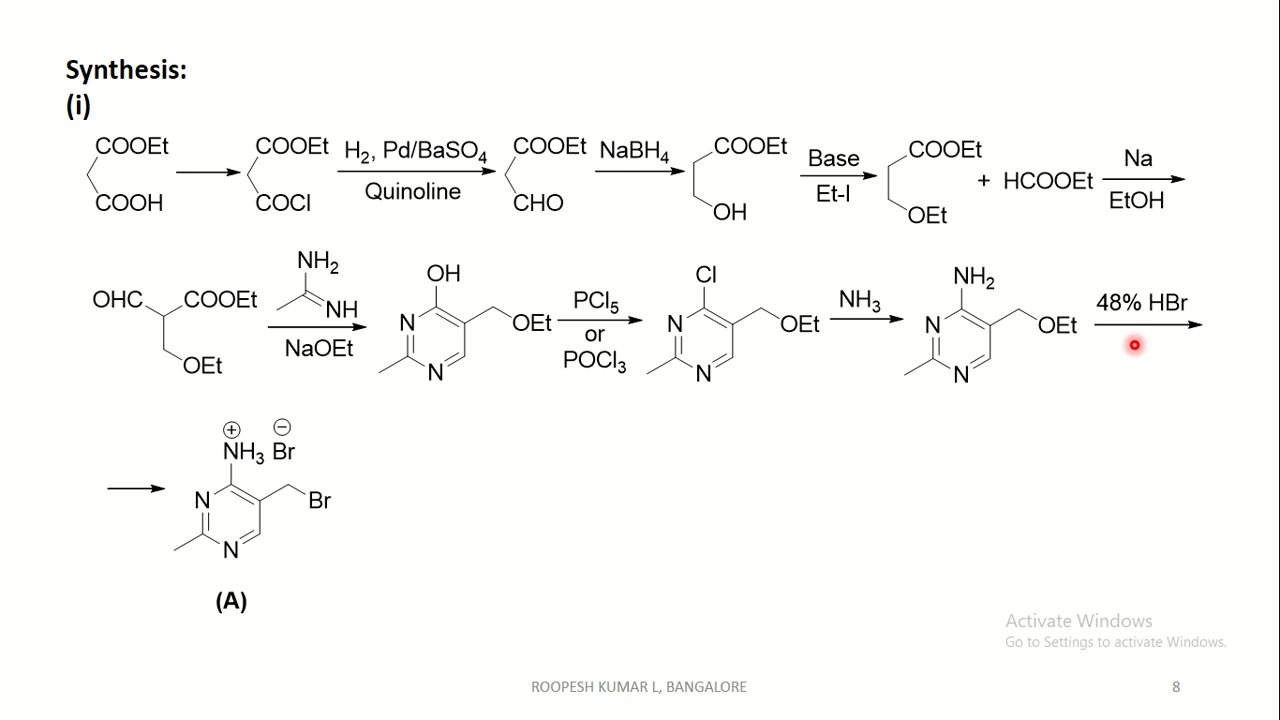 Synthesis:
(i)
COOEt COOEt H₂, Pd/BaSO₄ COOEt NaBH₄ COOEt Base COOEt Na
COOH COCl Quinoline CHO OH Et-I OEt + HCOOEt EtOH
NH₂ OH Cl NH₂
OHC COOEt NH N OEt PCl₅ N OEt NH₃ N OEt 48% HBr
OEt NaOEt N or POCl₃ N N
⊕ ⊖
NH₃ Br
N Br
N
(A)
Activate Windows
Go to Settings to activate Windows.
ROOPESH KUMAR L, BANGALORE 8